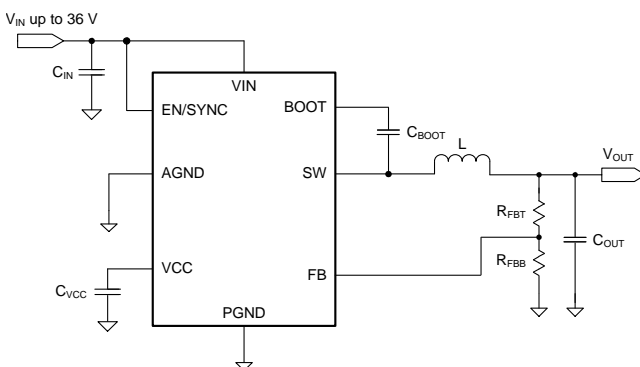 V_IN up to 36 V
C_IN
VIN
EN/SYNC
BOOT
C_BOOT
L
V_OUT
AGND
SW
R_FBT
C_OUT
VCC
FB
R_FBB
C_VCC
PGND